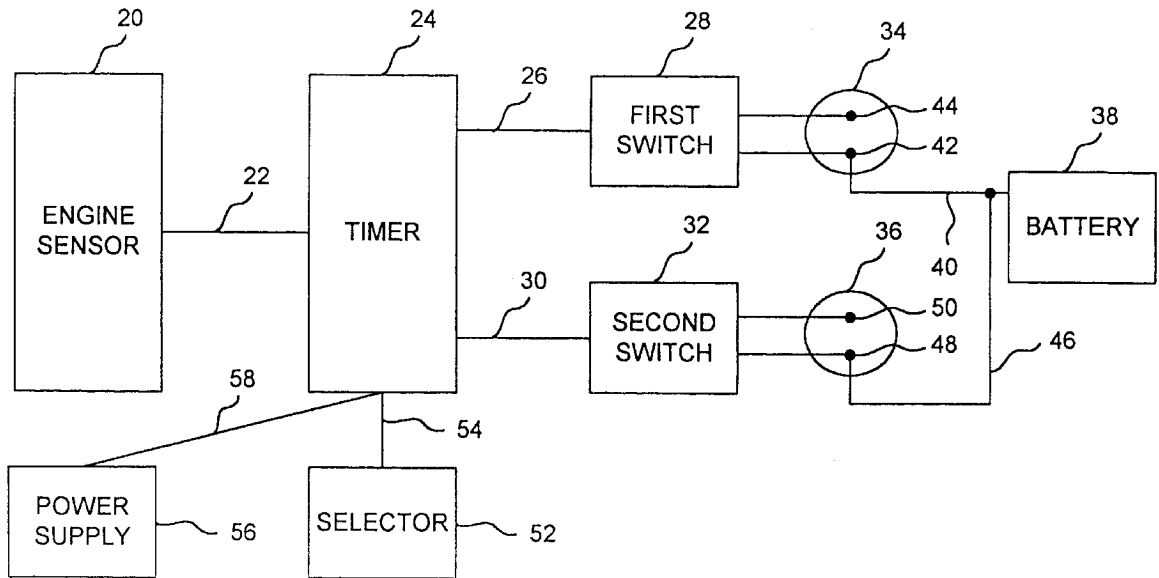 20
24
28
34
26
FIRST
SWITCH
44
42
38
22
ENGINE
SENSOR
TIMER
BATTERY
32
36
40
30
SECOND
SWITCH
50
48
46
58
54
POWER
SUPPLY
56
SELECTOR
52